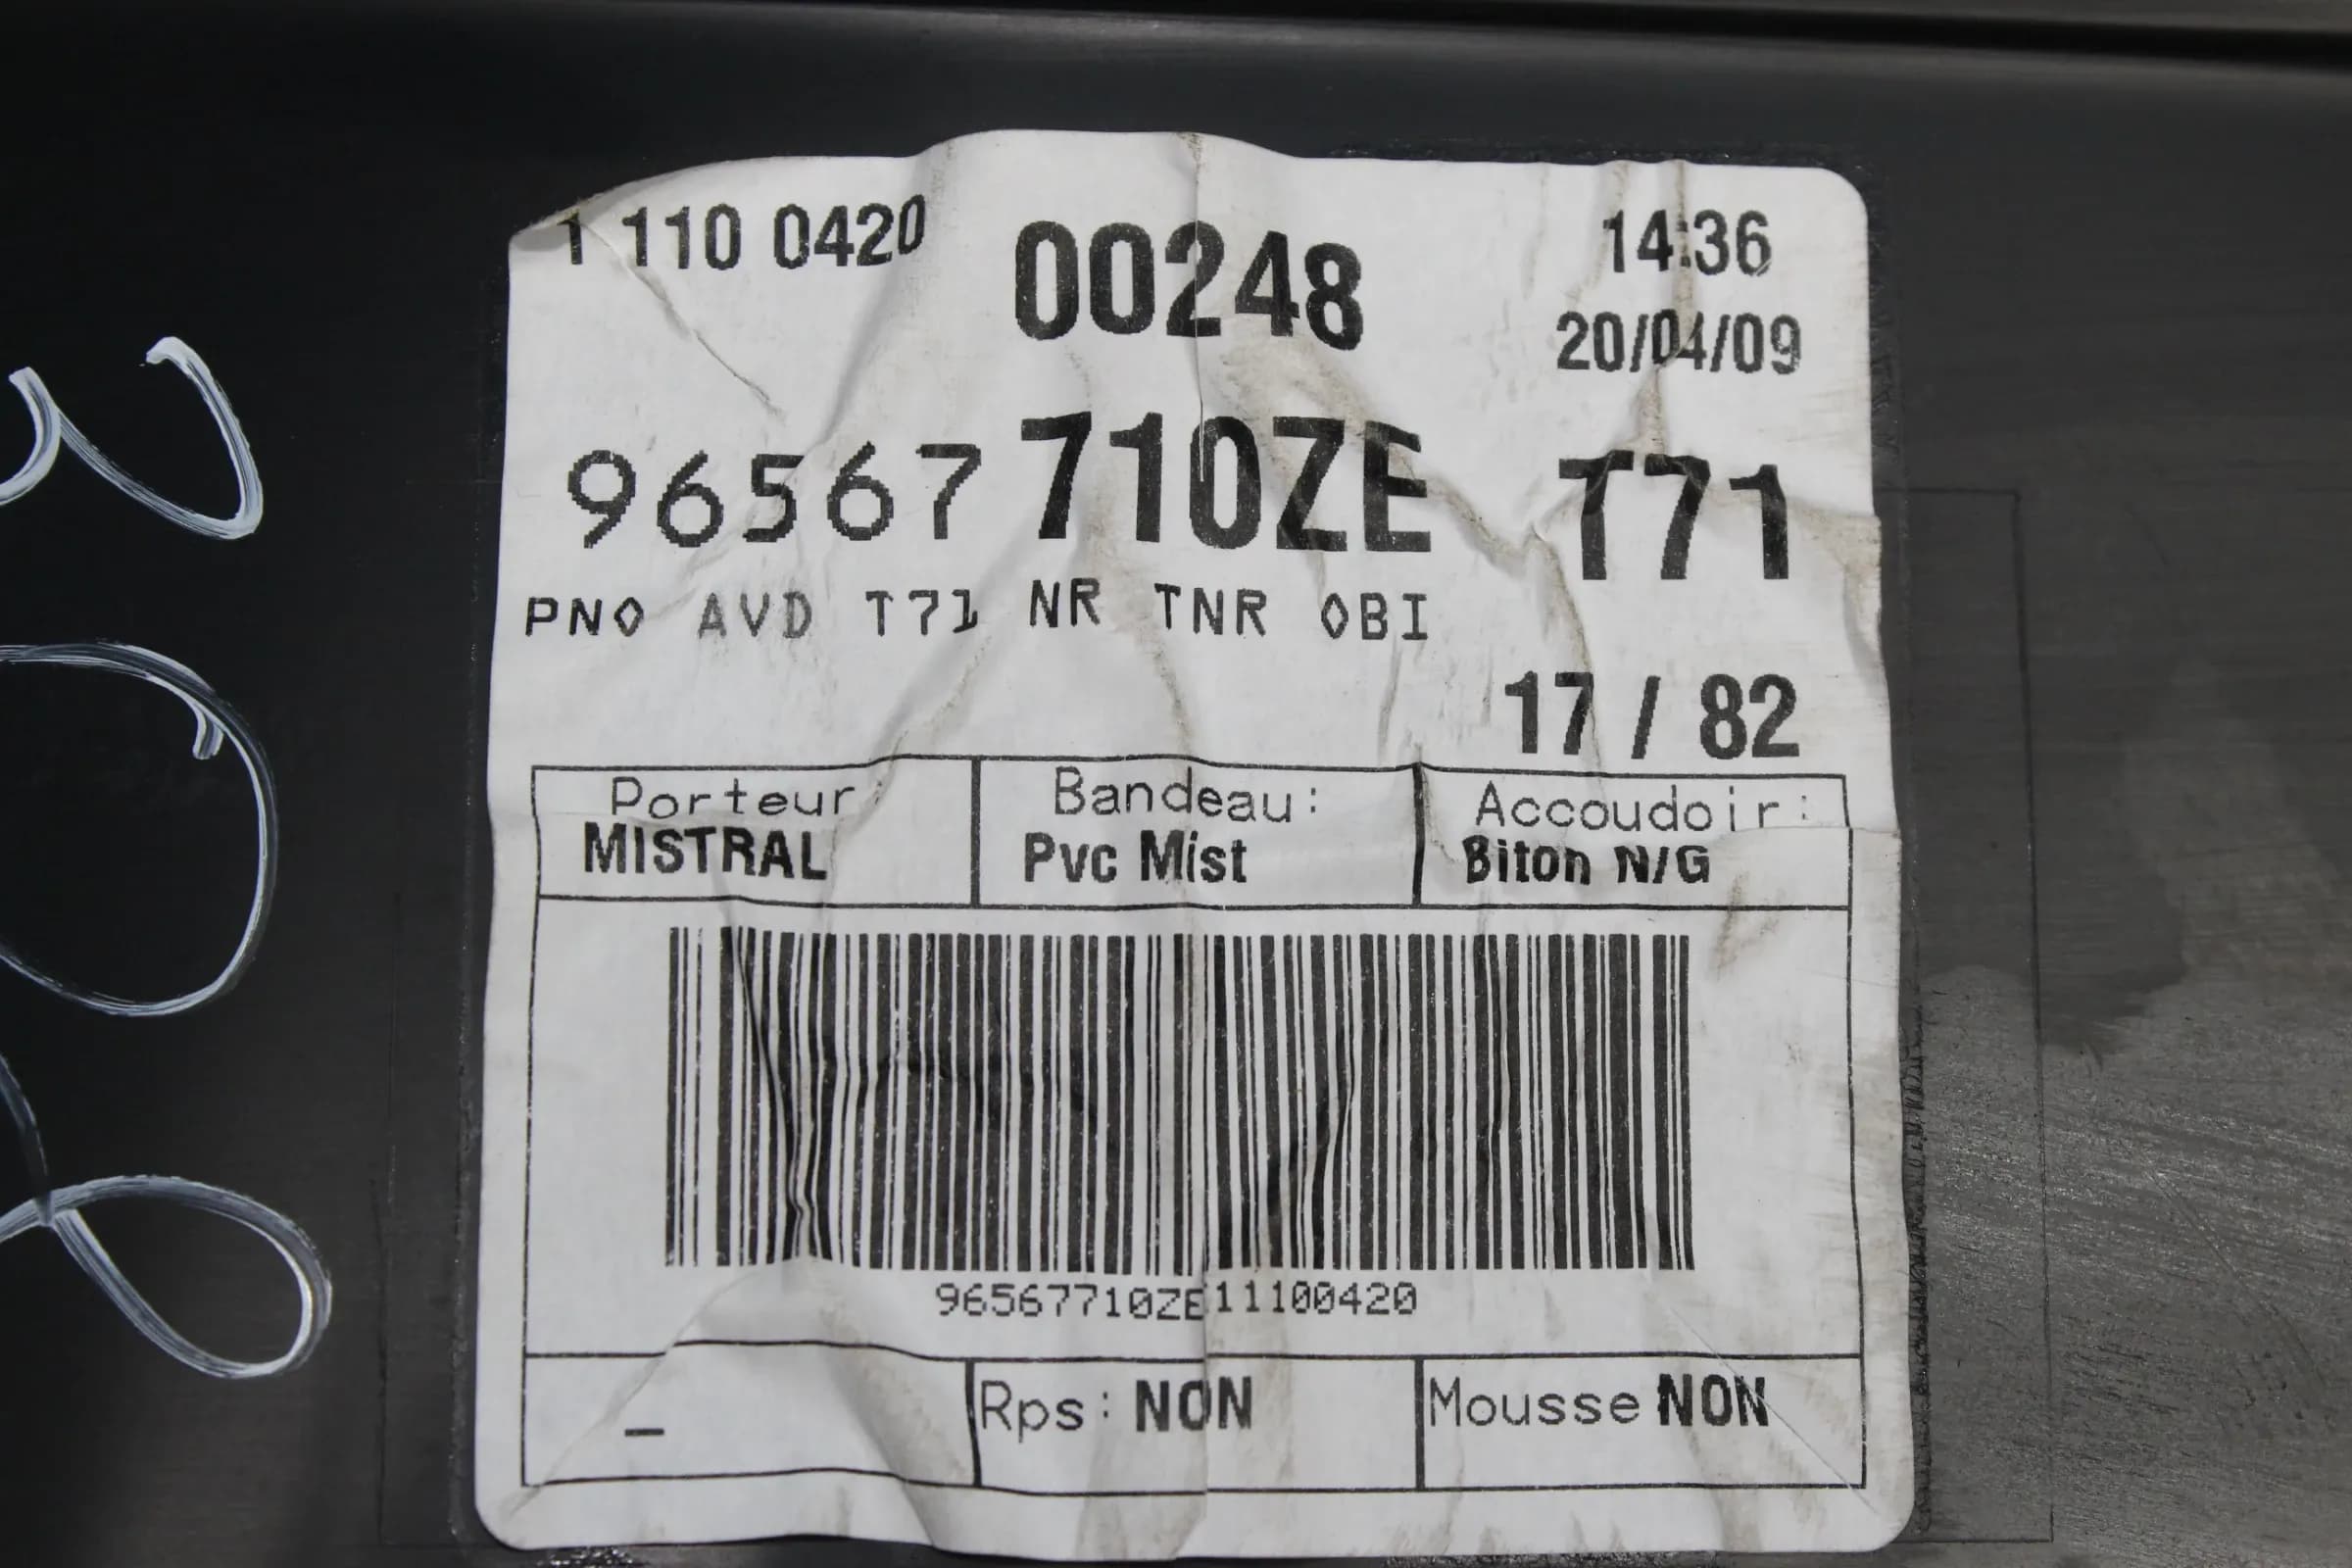 1 110 0420
00248
14:36
20/04/09
96567 710ZE T71
PNO AVD T71 NR TNR OBI
17 / 82
Porteur: Bandeau: Accoudoir:
MISTRAL Pvc Mist Biton N/G
96567710ZE11100420
_ Rps: NON Mousse NON